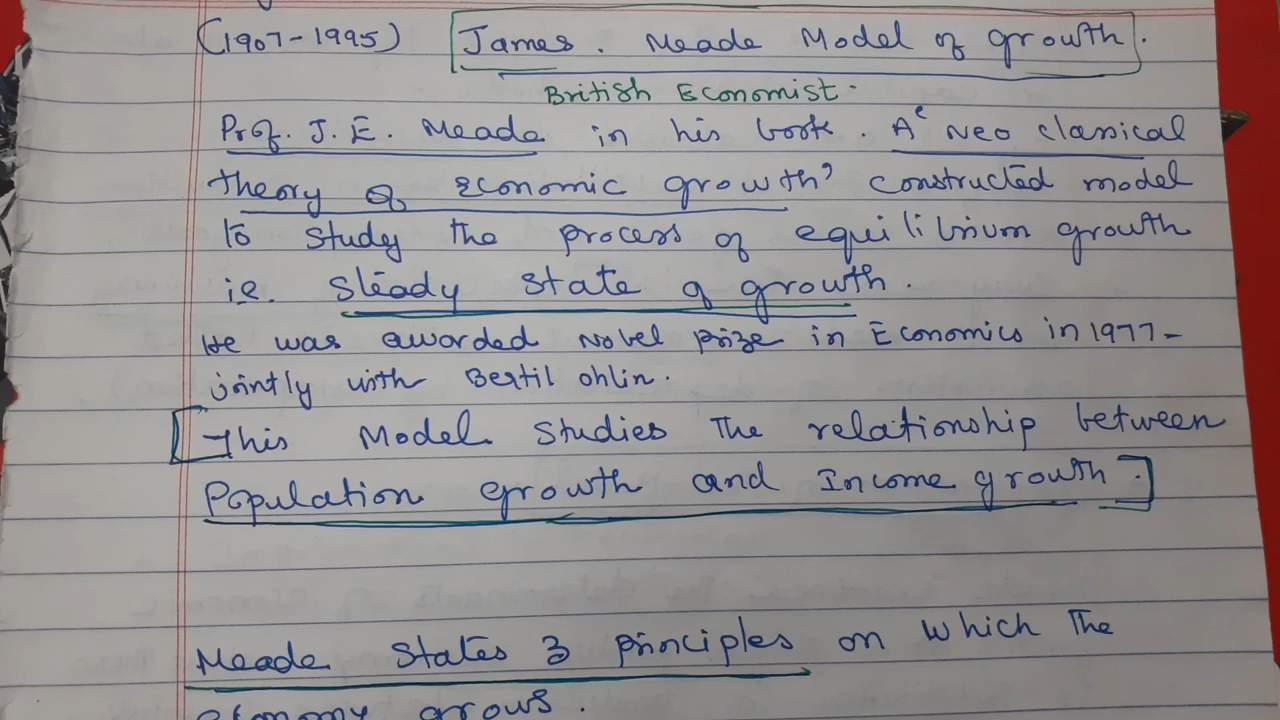 (1907-1995) James. Meade Model of growth.
British Economist.
Prof. J. E. Meade in his book. A 'Neo classical
theory of economic growth' constructed model
to study the process of equilibrium growth
i.e. Steady State of growth.
He was awarded Nobel prize in Economics in 1977-
jointly with Bertil ohlin.
This Model studies The relationship between
Population growth and Income growth.
Meade States 3 principles on which The
economy grows.